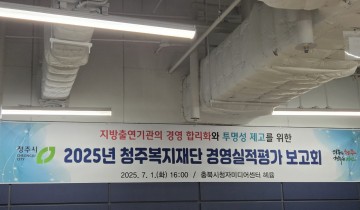 지방출연기관의 경영 합리화와 투명성 제고를 위한
청주시
2025년 청주복지재단 경영실적평가 보고회
2025. 7. 1.(화) 16:00 / 충북시청자미디어센터 혜윰